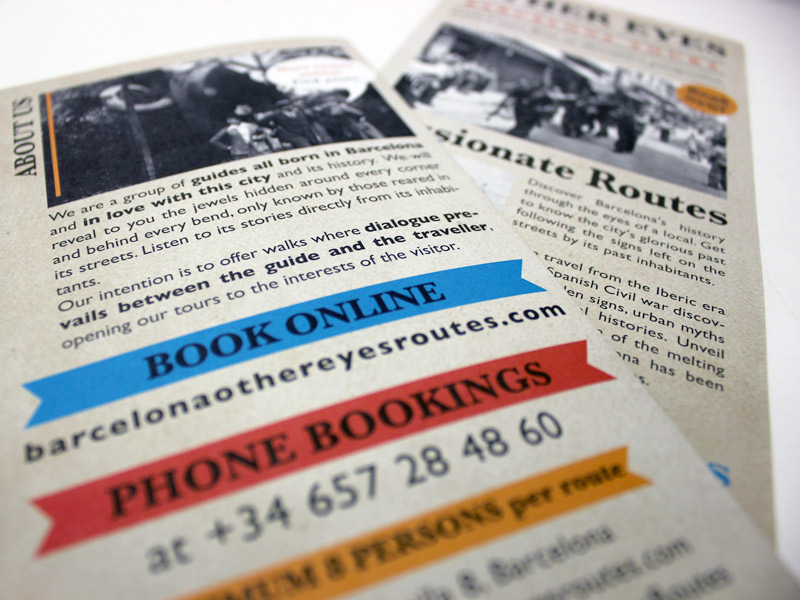 ABOUT US
We are a group of guides all born in Barcelona
and in love with this city and its history. We will
reveal to you the jewels hidden around every corner
and behind every bend, only known by those reared in
its streets. Listen to its stories directly from its inhabi-
tants.
Our intention is to offer walks where dialogue pre-
vails between the guide and the traveller,
opening our tours to the interests of the visitor.
BOOK ONLINE
barcelonaothereyesroutes.com
PHONE BOOKINGS
at +34 657 28 48 60
8 PERSONS per route
8, Barcelona
HER EYES
ssionate Routes
Discover Barcelona's history
through the eyes of a local. Get
to know the city's glorious past
following the signs left on the
streets by its past inhabitants.
travel from the Iberic era
Spanish Civil war discov-
signs, urban myths
histories. Unveil
of the melting
has been